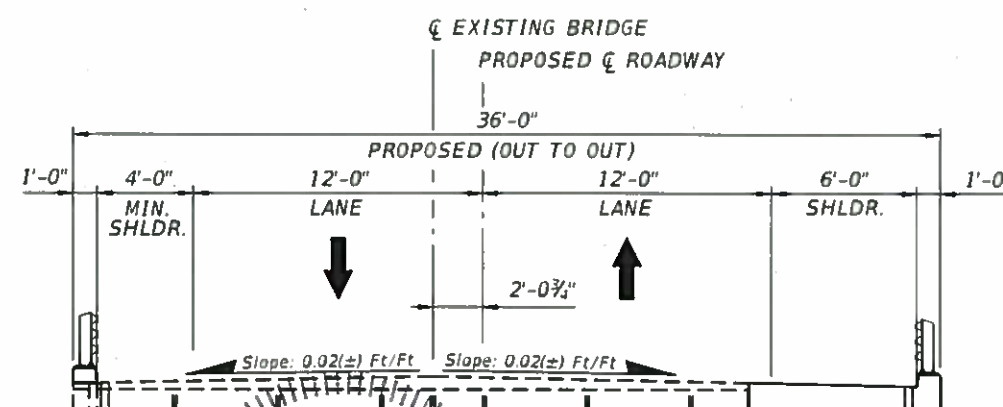 ℄ EXISTING BRIDGE
PROPOSED ℄ ROADWAY
36'-0"
PROPOSED (OUT TO OUT)
1'-0" 4'-0" 12'-0" 12'-0" 6'-0" 1'-0
MIN. LANE LANE SHLDR.
SHLDR.
2'-0¾"
Slope: 0.02(±) Ft/Ft Slope: 0.02(±) Ft/Ft